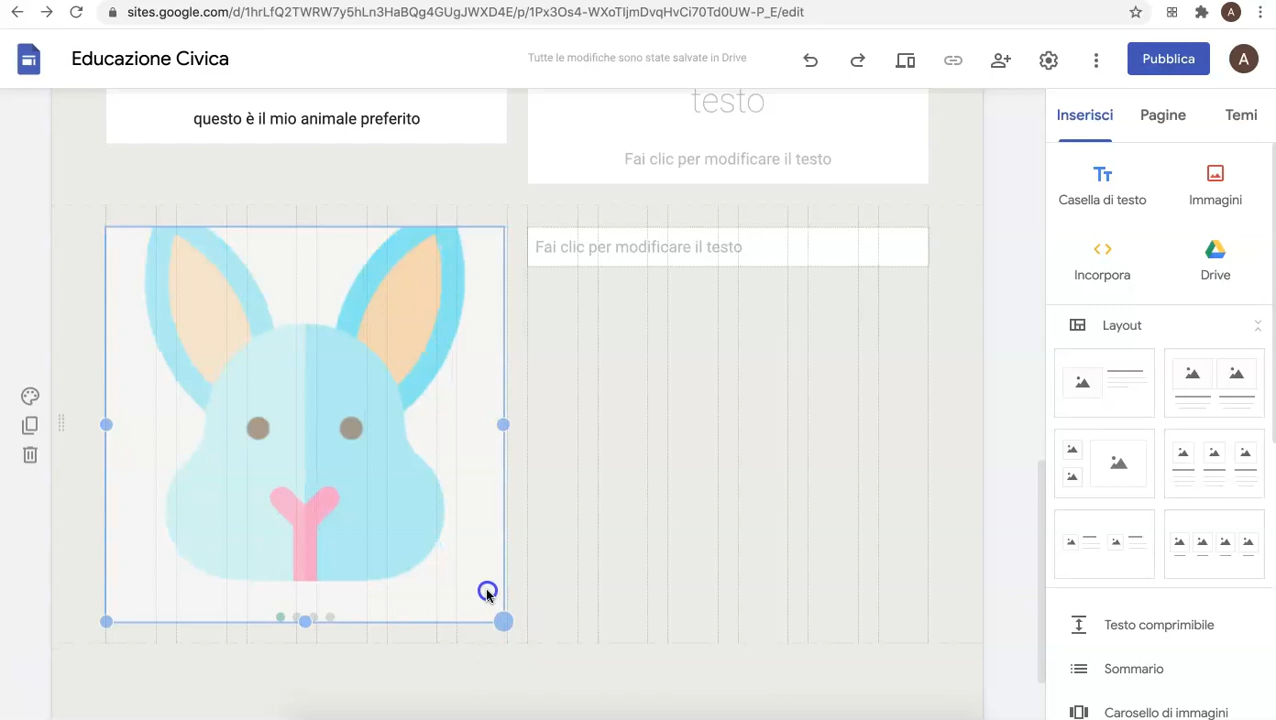 sites.google.com/d/1hrLfQ2TWRW7y5hLn3HaBQg4GUgJWXD4E/p/1Px3Os4-WXoTIjmDvqHvCi70Td0UW-P_E/edit
A
Educazione Civica
Tutte le modifiche sono state salvate in Drive
Pubblica
A
testo
questo è il mio animale preferito
Fai clic per modificare il testo
Fai clic per modificare il testo
Inserisci
Pagine
Temi
Tт
Casella di testo
Immagini
Incorpora
Drive
Layout
Testo comprimibile
Sommario
Carosello di immagini